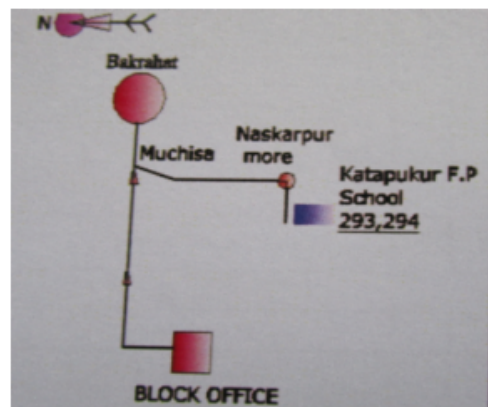 N
Bakrahat
Muchisa
Naskarpur
more
Katapukur F.P
School
293,294
BLOCK OFFICE